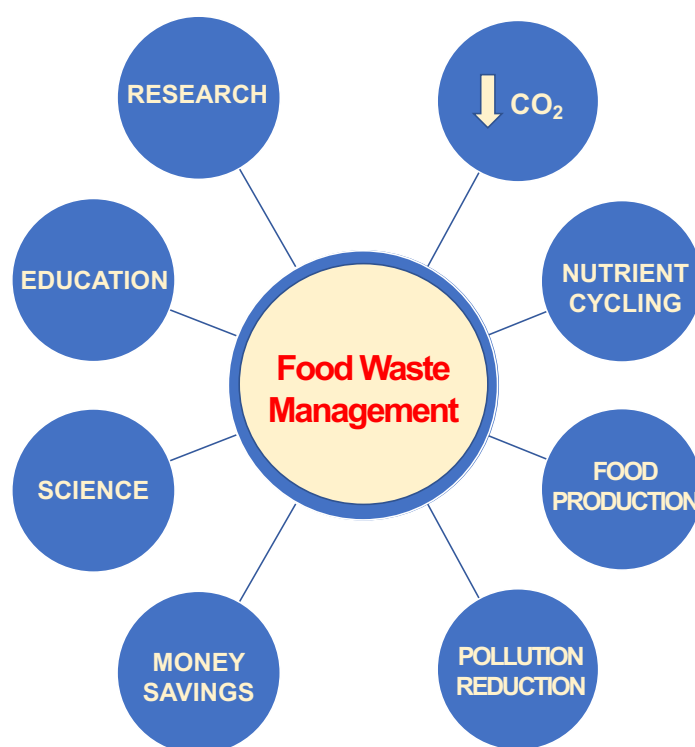 RESEARCH
CO₂
EDUCATION
NUTRIENT
CYCLING
Food Waste
Management
SCIENCE
FOOD
PRODUCTION
MONEY
SAVINGS
POLLUTION
REDUCTION